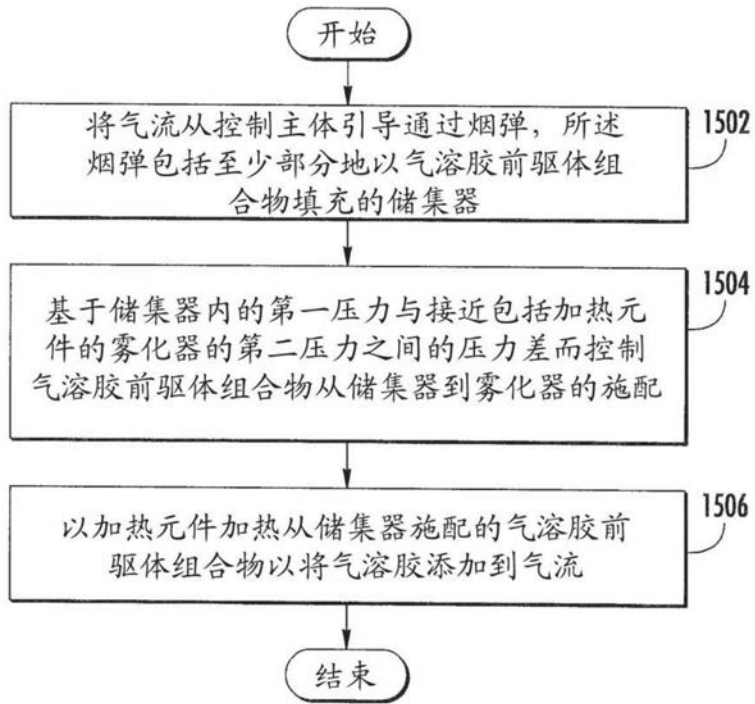 开始
将气流从控制主体引导通过烟弹，所述
烟弹包括至少部分地以气溶胶前驱体组
合物填充的储集器
1502
基于储集器内的第一压力与接近包括加热元
件的雾化器的第二压力之间的压力差而控制
气溶胶前驱体组合物从储集器到雾化器的施配
1504
以加热元件加热从储集器施配的气溶胶前
驱体组合物以将气溶胶添加到气流
1506
结束